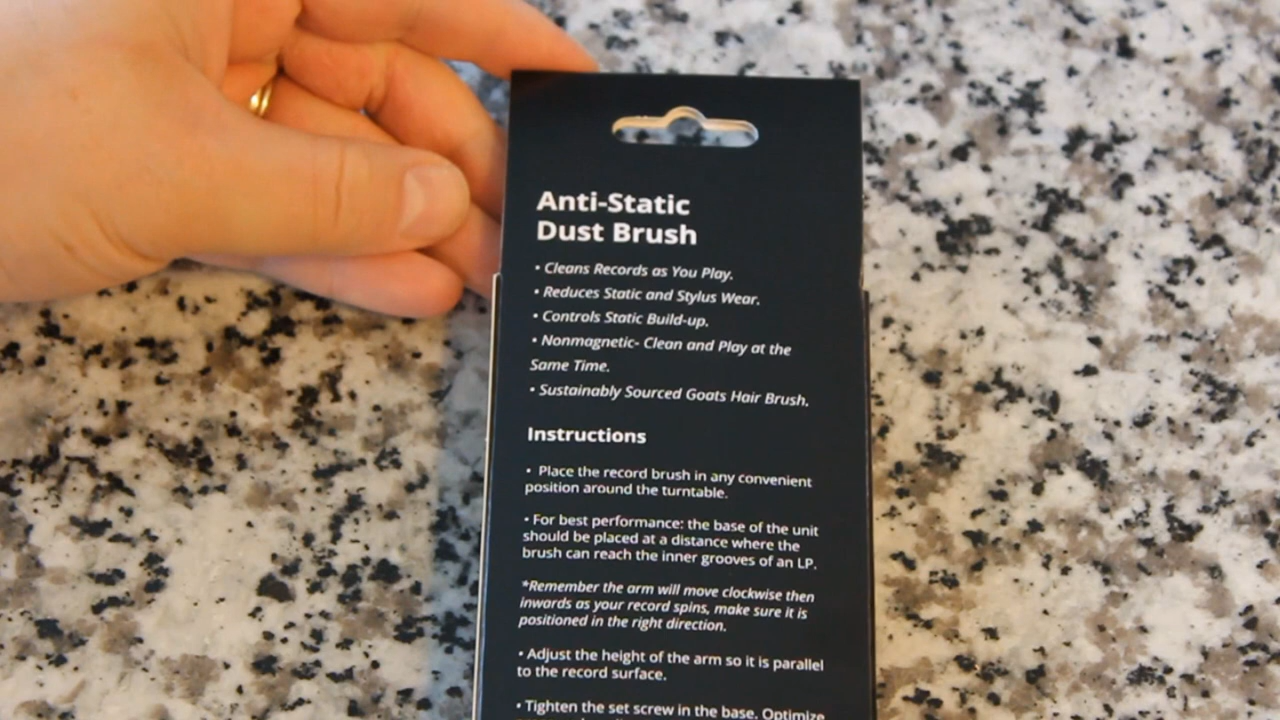 Anti-Static
Dust Brush
• Cleans Records as You Play.
• Reduces Static and Stylus Wear.
• Controls Static Build-up.
• Nonmagnetic- Clean and Play at the
Same Time.
• Sustainably Sourced Goats Hair Brush.
Instructions
• Place the record brush in any convenient
position around the turntable.
• For best performance: the base of the unit
should be placed at a distance where the
brush can reach the inner grooves of an LP.
*Remember the arm will move clockwise then
inwards as your record spins, make sure it is
positioned in the right direction.
• Adjust the height of the arm so it is parallel
to the record surface.
• Tighten the set screw in the base. Optimize